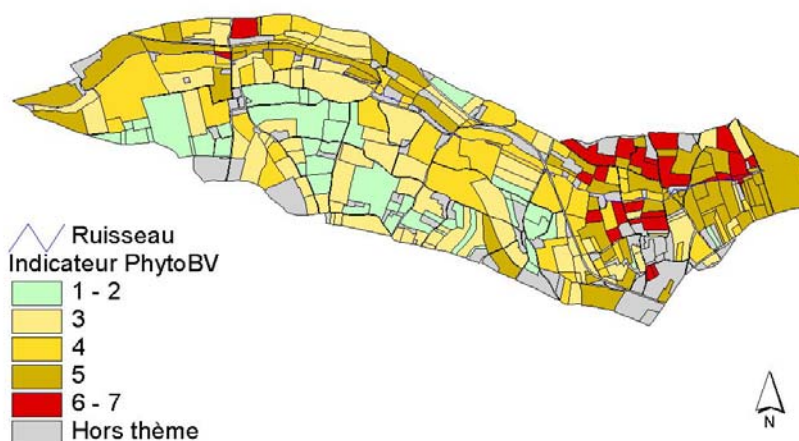 Ruisseau
Indicateur PhytoBV
1 - 2
3
4
5
6 - 7
Hors thème
N